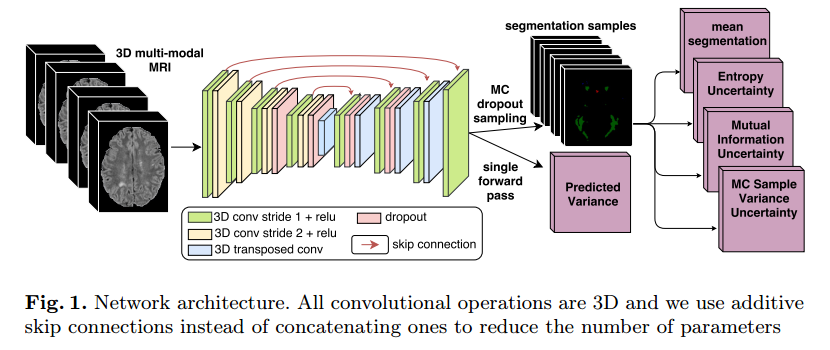 3D multi-modal
MRI
segmentation samples
MC
dropout
sampling
single
forward
pass
Predicted
Variance
mean
segmentation
Entropy
Uncertainty
Mutual
Information
Uncertainty
MC Sample
Variance
Uncertainty
3D conv stride 1 + relu
3D conv stride 2 + relu
3D transposed conv
dropout
skip connection
Fig. 1. Network architecture. All convolutional operations are 3D and we use additive
skip connections instead of concatenating ones to reduce the number of parameters